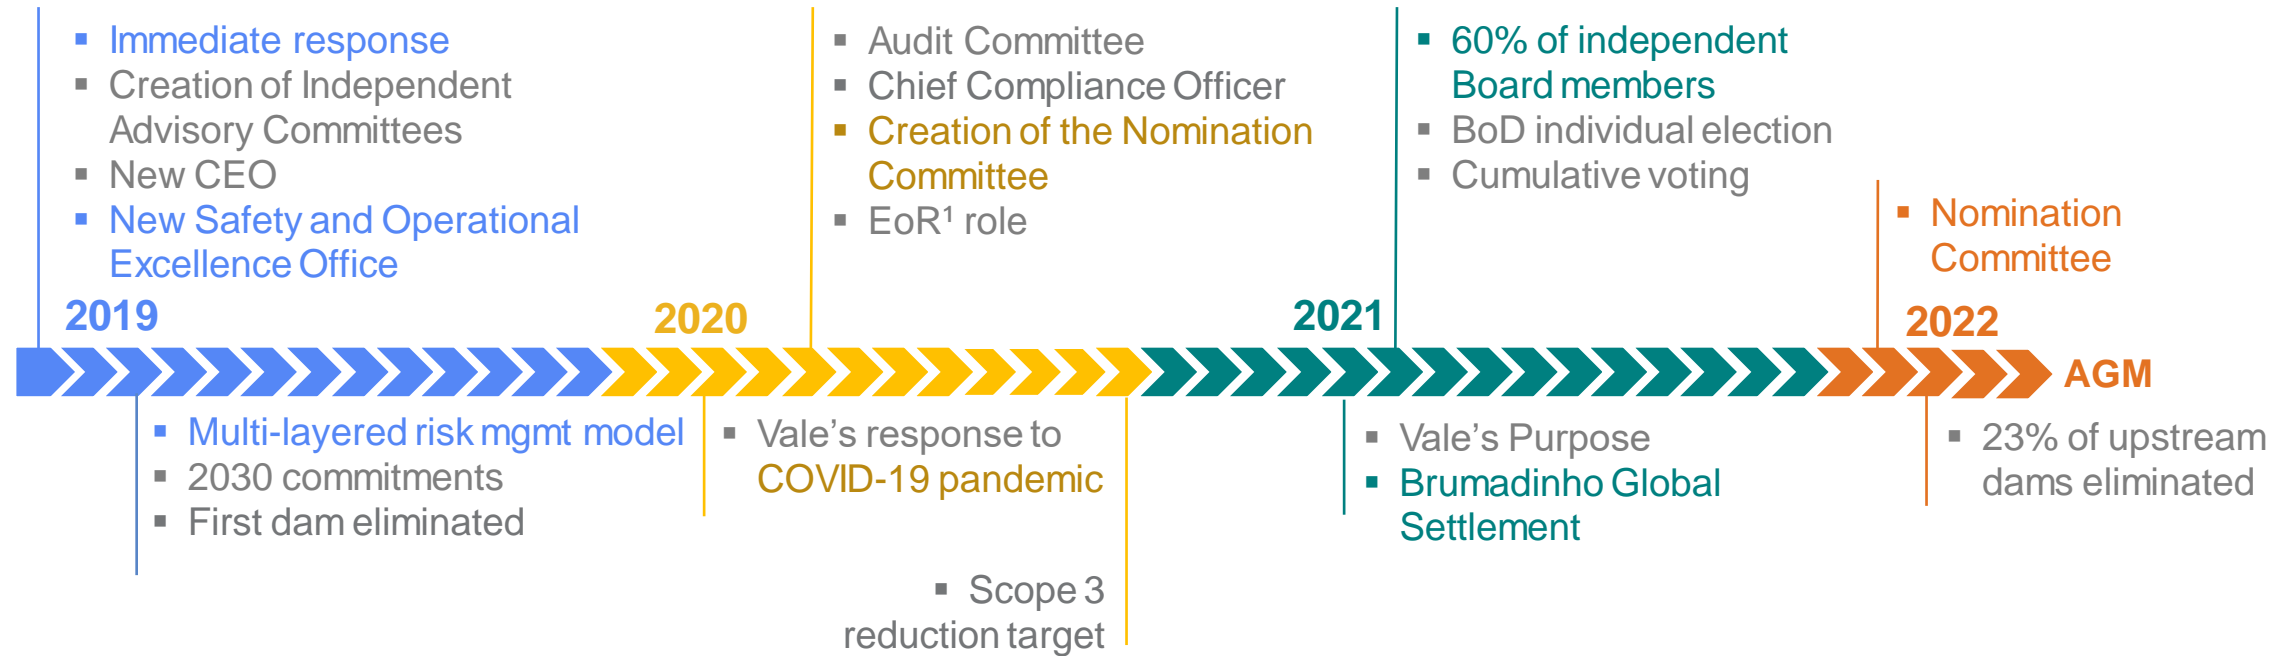 ▪ Immediate response
▪ Creation of Independent
Advisory Committees
▪ New CEO
▪ New Safety and Operational
Excellence Office
2019
▪ Audit Committee
▪ Chief Compliance Officer
▪ Creation of the Nomination
Committee
▪ EoR¹ role
2020
▪ 60% of independent
Board members
▪ BoD individual election
▪ Cumulative voting
2021
▪ Nomination
Committee
2022
AGM
▪ Multi-layered risk mgmt model
▪ 2030 commitments
▪ First dam eliminated
▪ Vale's response to
COVID-19 pandemic
▪ Scope 3
reduction target
▪ Vale's Purpose
▪ Brumadinho Global
Settlement
▪ 23% of upstream
dams eliminated